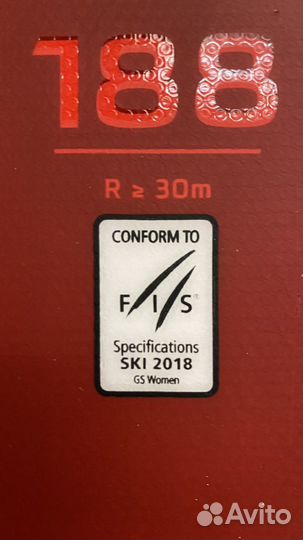 188
R ≥ 30m
CONFORM TO
FIS
Specifications
SKI 2018
GS Women
Avito